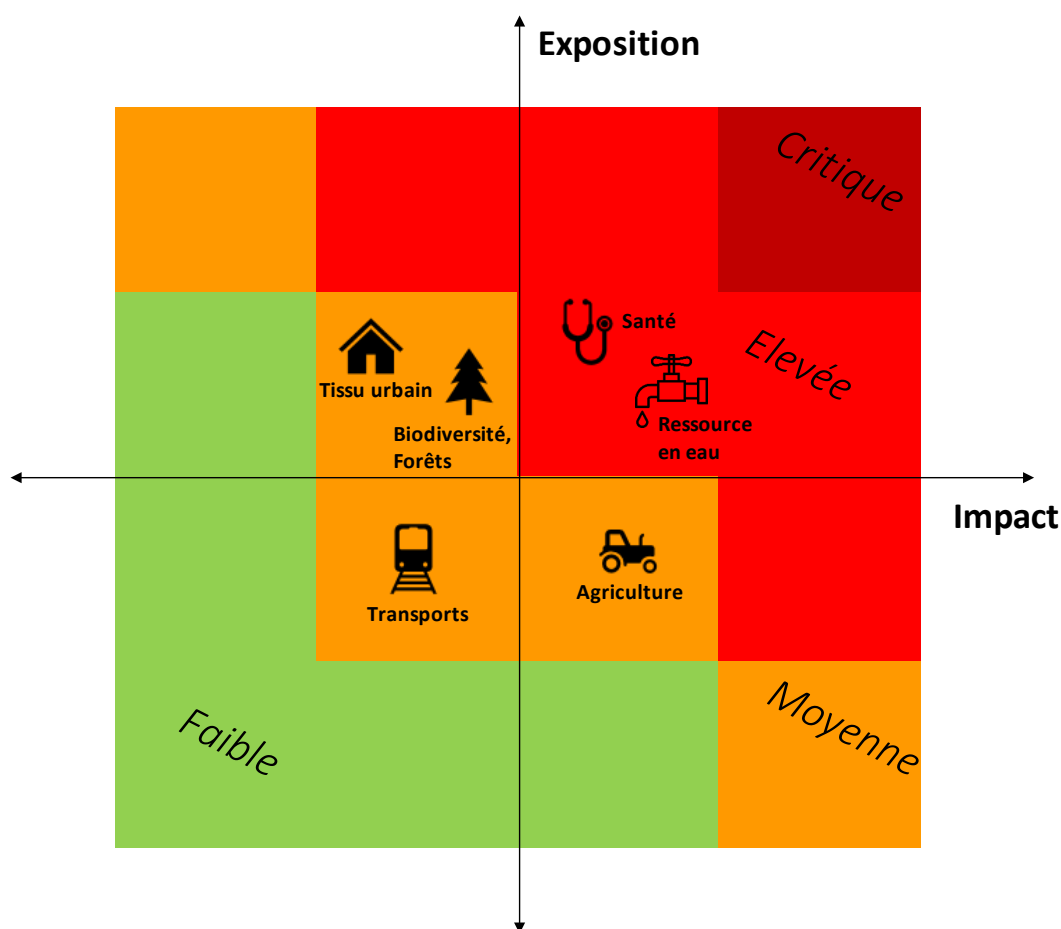 Exposition
Critique
Santé
Elevée
Tissu urbain
Ressource
en eau
Biodiversité,
Forêts
Impact
Agriculture
Transports
Moyenne
Faible